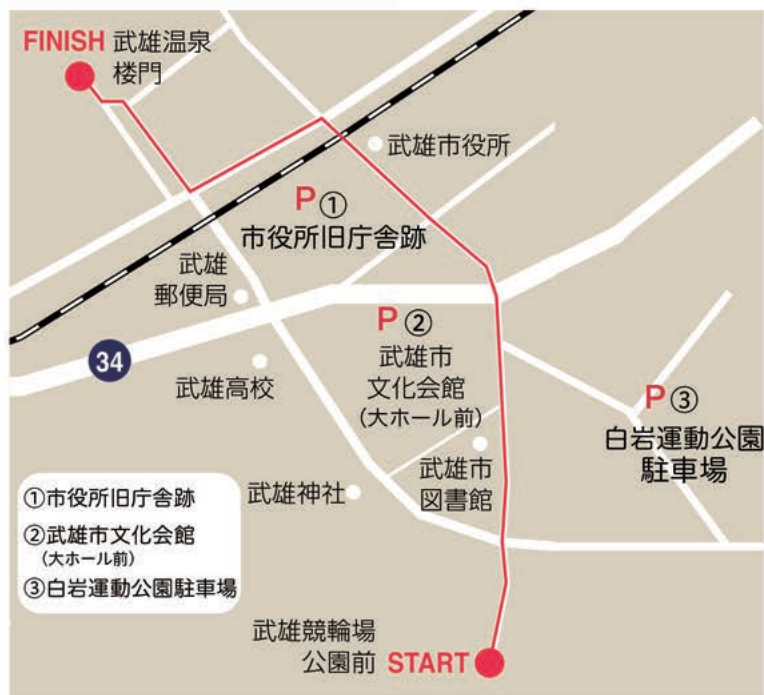 FINISH 武雄温泉
楼門
武雄市役所
P①
市役所旧庁舎跡
武雄
郵便局
P②
34
武雄市
文化会館
(大ホール前)
武雄高校
P③
白岩運動公園
駐車場
武雄市
図書館
武雄神社
①市役所旧庁舎跡
②武雄市文化会館
(大ホール前)
③白岩運動公園駐車場
武雄競輪場
公園前 START